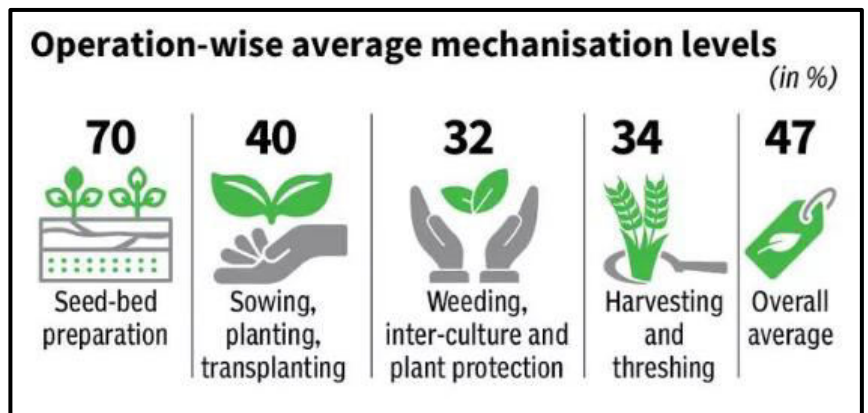 Operation-wise average mechanisation levels
(in %)
70
Seed-bed
preparation
40
Sowing,
planting,
transplanting
32
Weeding,
inter-culture and
plant protection
34
Harvesting
and
threshing
47
Overall
average